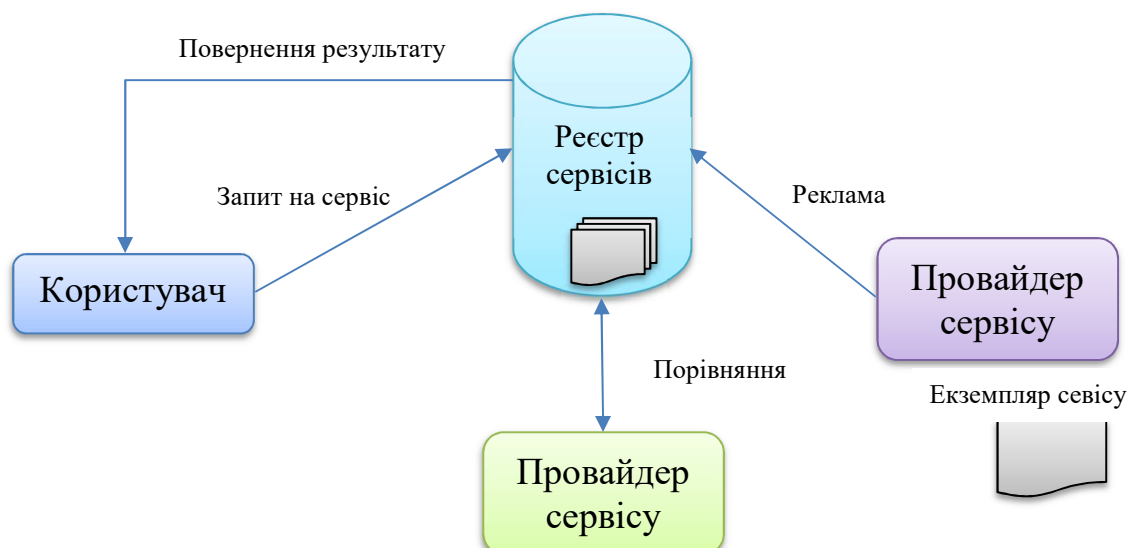 Повернення результату
Реєстр
сервісів
Запит на сервіс
Реклама
Користувач
Провайдер
сервісу
Порівняння
Екземпляр севісу
Провайдер
сервісу